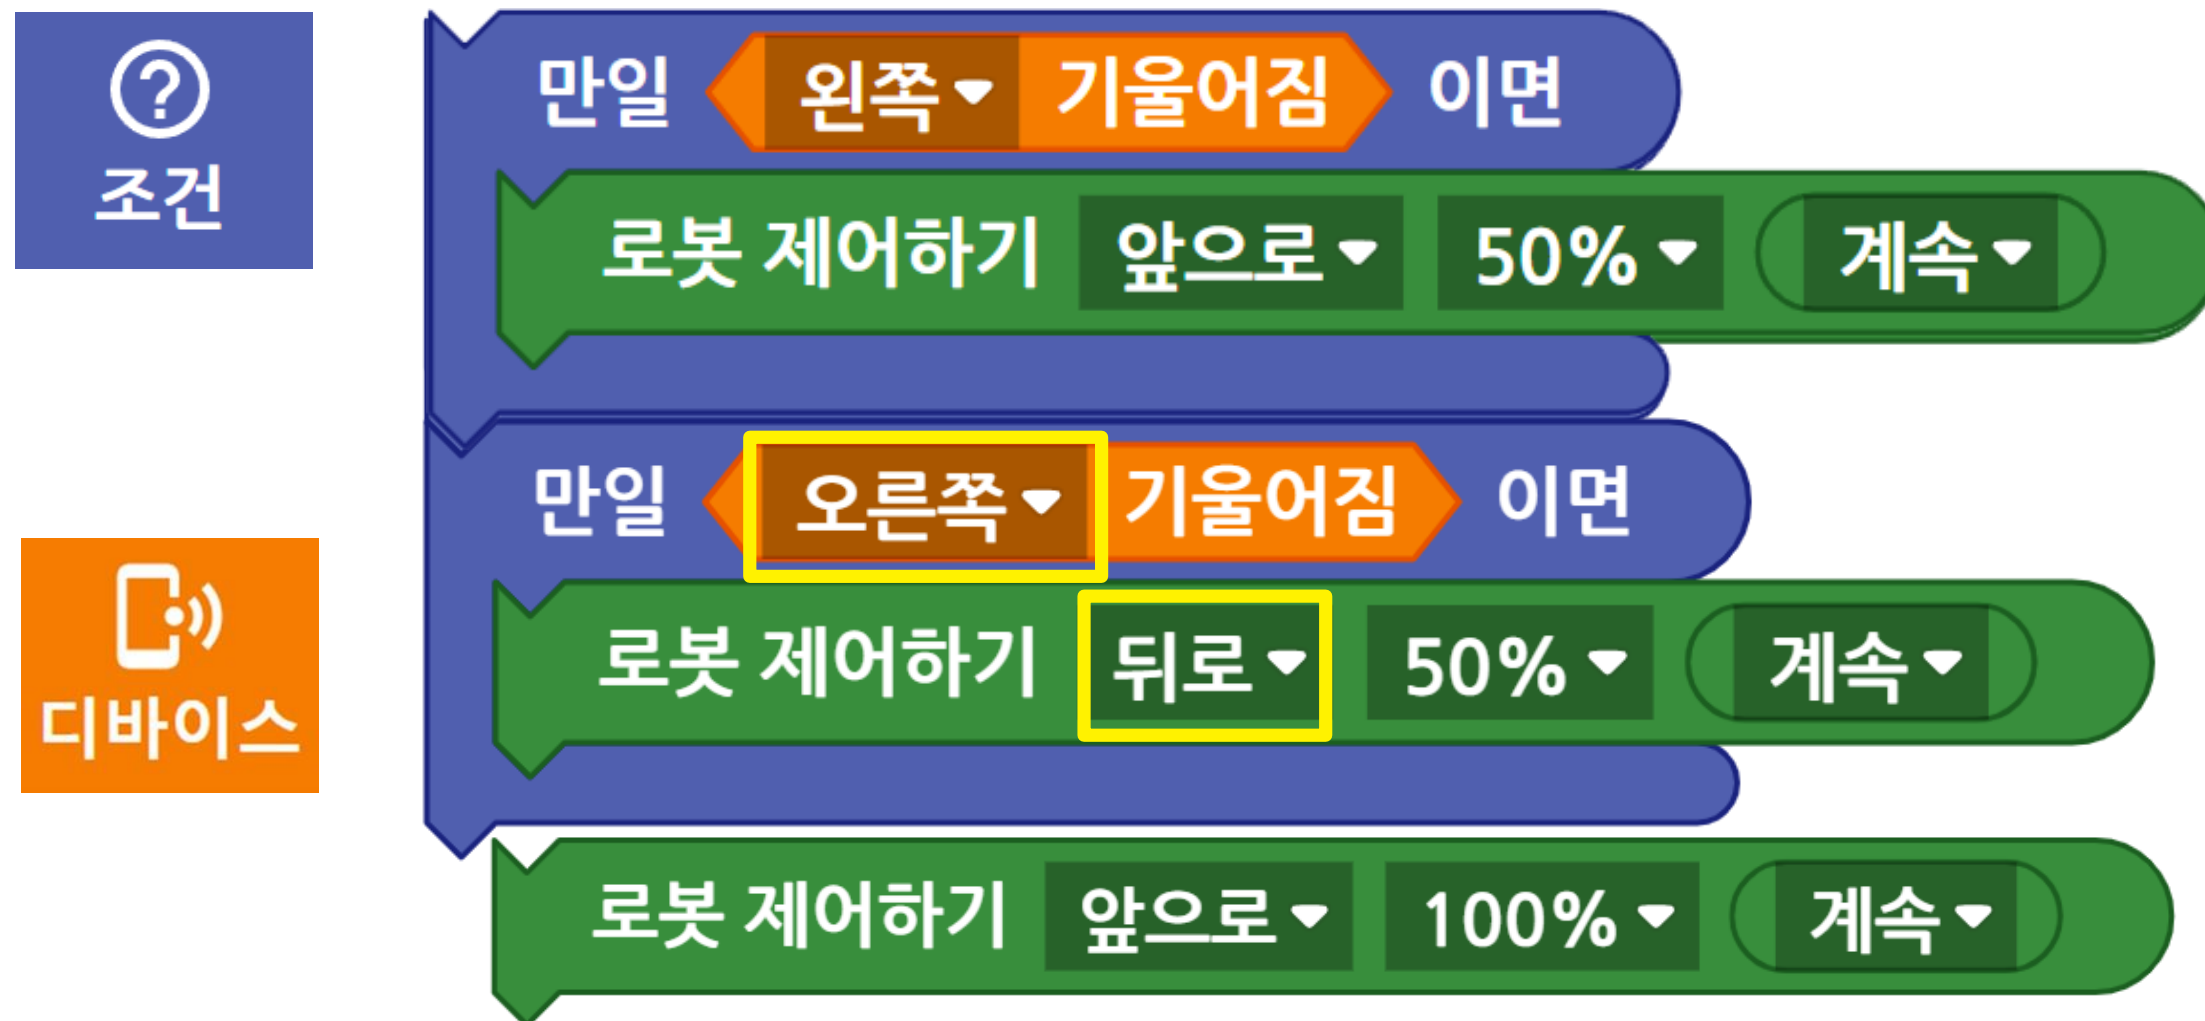 조건
만일 왼쪽 기울어짐 이면
로봇 제어하기 앞으로 50% 계속
만일 오른쪽 기울어짐 이면
디바이스
로봇 제어하기 뒤로 50% 계속
로봇 제어하기 앞으로 100% 계속